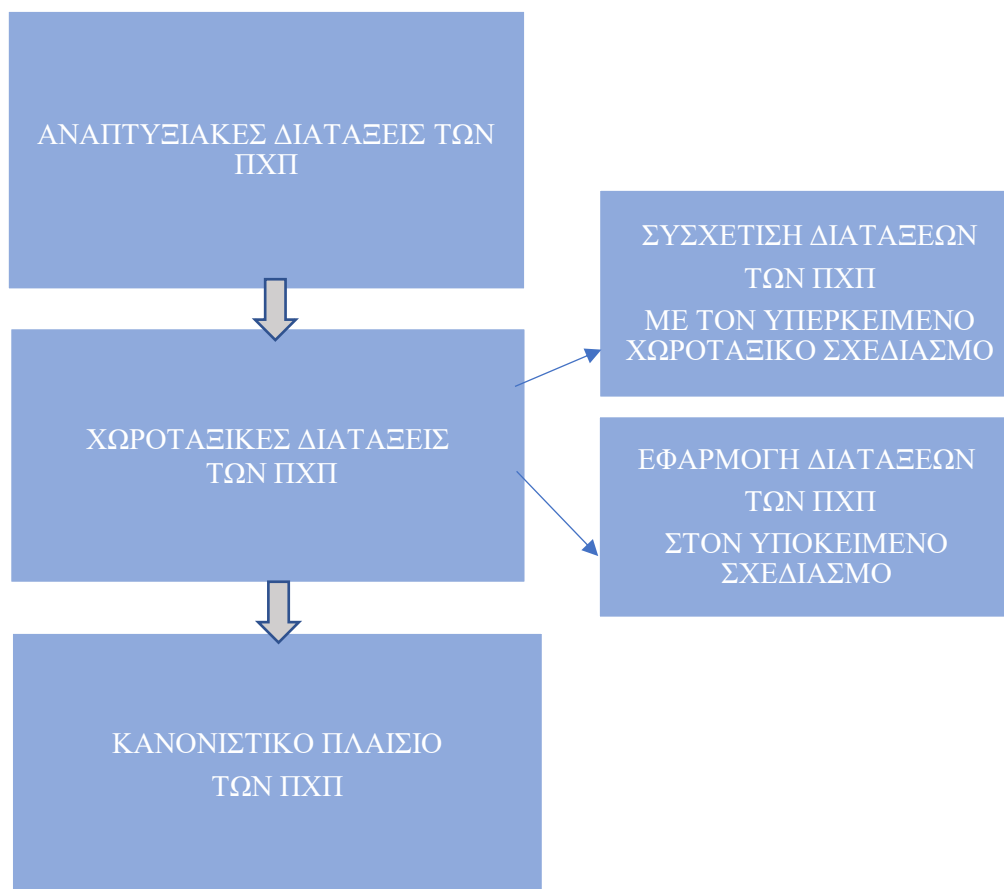 ΑΝΑΠΤΥΞΙΑΚΕΣ ΔΙΑΤΑΞΕΙΣ ΤΩΝ
ΠΧΠ
ΣΥΣΧΕΤΙΣΗ ΔΙΑΤΑΞΕΩΝ
ΤΩΝ ΠΧΠ
ΜΕ ΤΟΝ ΥΠΕΡΚΕΙΜΕΝΟ
ΧΩΡΟΤΑΞΙΚΟ ΣΧΕΔΙΑΣΜΟ
ΧΩΡΟΤΑΞΙΚΕΣ ΔΙΑΤΑΞΕΙΣ
ΤΩΝ ΠΧΠ
ΕΦΑΡΜΟΓΗ ΔΙΑΤΑΞΕΩΝ
ΤΩΝ ΠΧΠ
ΣΤΟΝ ΥΠΟΚΕΙΜΕΝΟ
ΣΧΕΔΙΑΣΜΟ
ΚΑΝΟΝΙΣΤΙΚΟ ΠΛΑΙΣΙΟ
ΤΩΝ ΠΧΠ